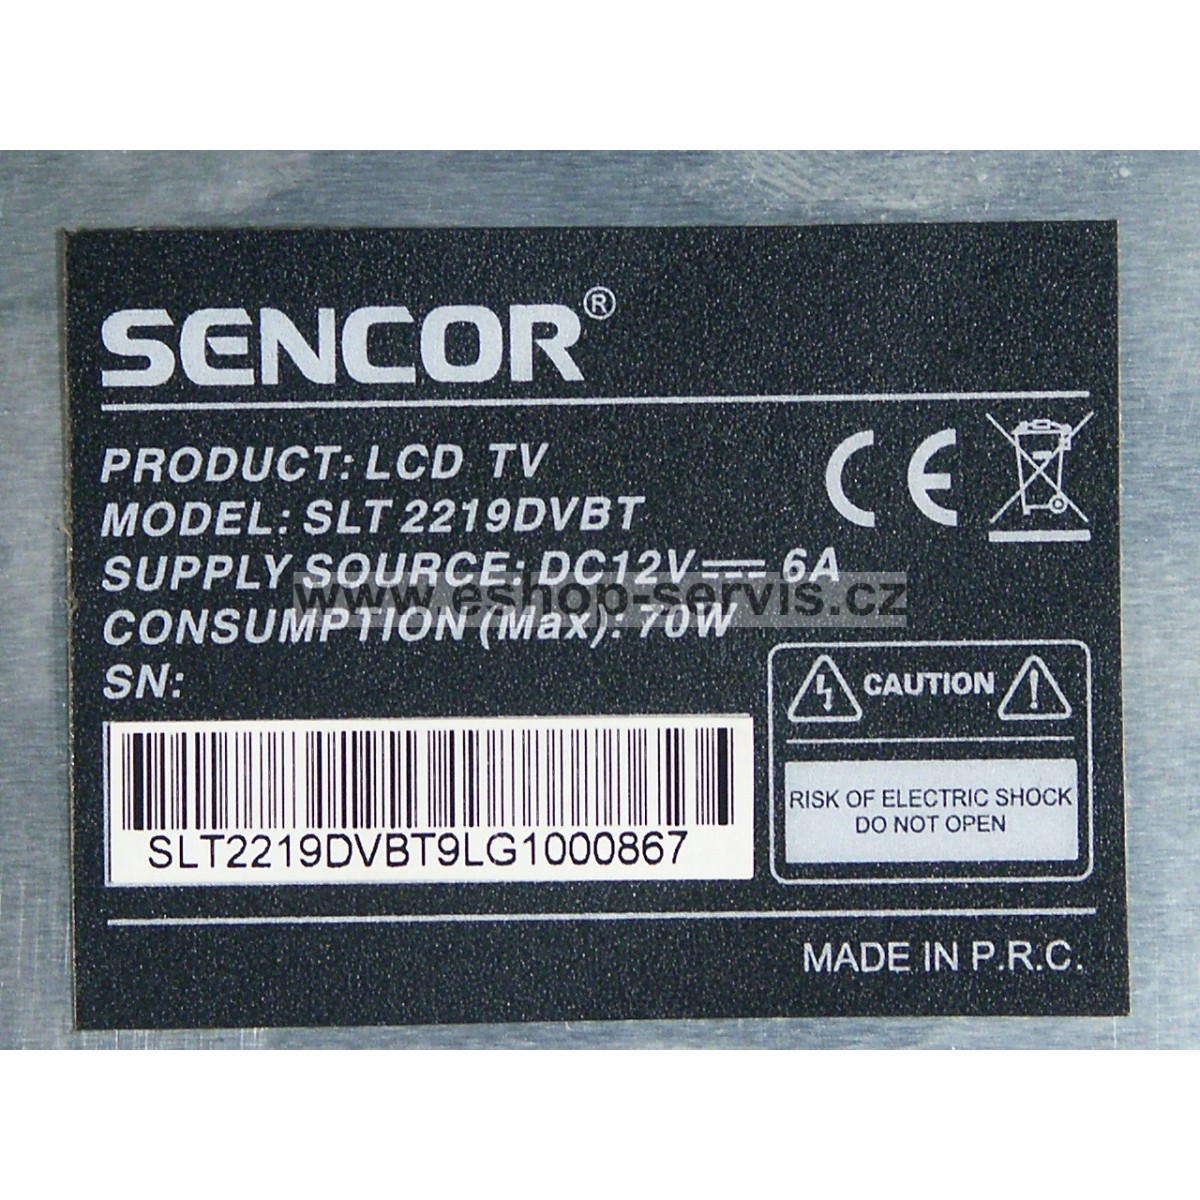 SENCOR®
PRODUCT: LCD TV
MODEL: SLT 2219DVBT
SUPPLY SOURCE: DC12V⎓ 6A
www.eshop-servis.cz
CONSUMPTION (Max): 70W
SN:
SLT2219DVBT9LG1000867
CE
CAUTION
RISK OF ELECTRIC SHOCK
DO NOT OPEN
MADE IN P.R.C.